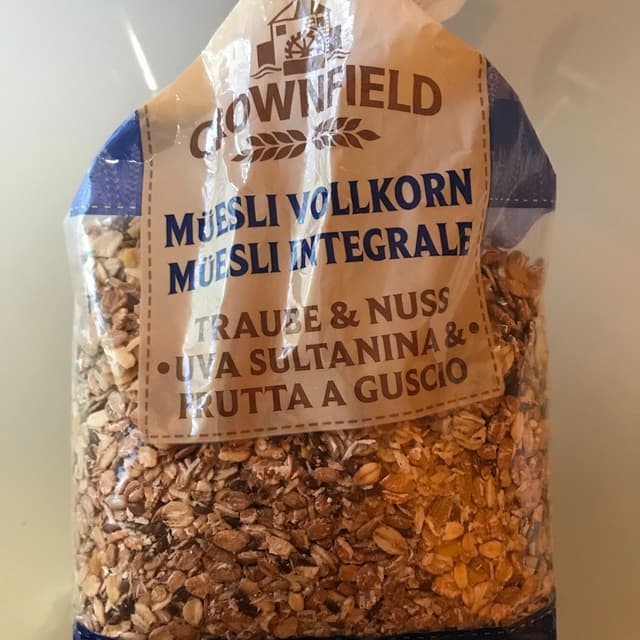 CROWNFIELD
MÜESLI VOLLKORN
MÜESLI INTEGRALE
TRAUBE & NUSS
• UVA SULTANINA & •
FRUTTA A GUSCIO